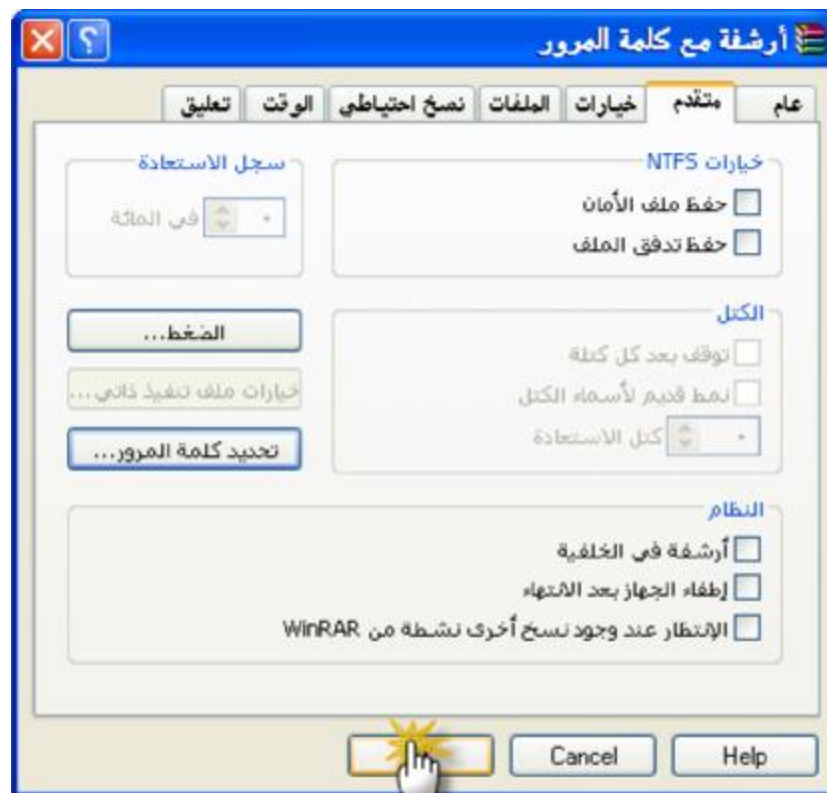 أرشفة مع كلمة المرور
عام
متقدم
خيارات
الملفات
نسخ احتياطي
الوقت
تعليق
خيارات NTFS
حفظ ملف الأمان
حفظ تدفق الملف
سجل الاستعادة
في المائة
الكتل
توقف بعد كل كتلة
نمط قديم لأسماء الكتل
كتل الاستعادة
الضغط...
خيارات ملف تنفيذ ذاتي...
تحديد كلمة المرور...
النظام
أرشفة في الخلفية
إطفاء الجهاز بعد الانتهاء
الانتظار عند وجود نسخ أخرى نشطة من WinRAR
Cancel
Help